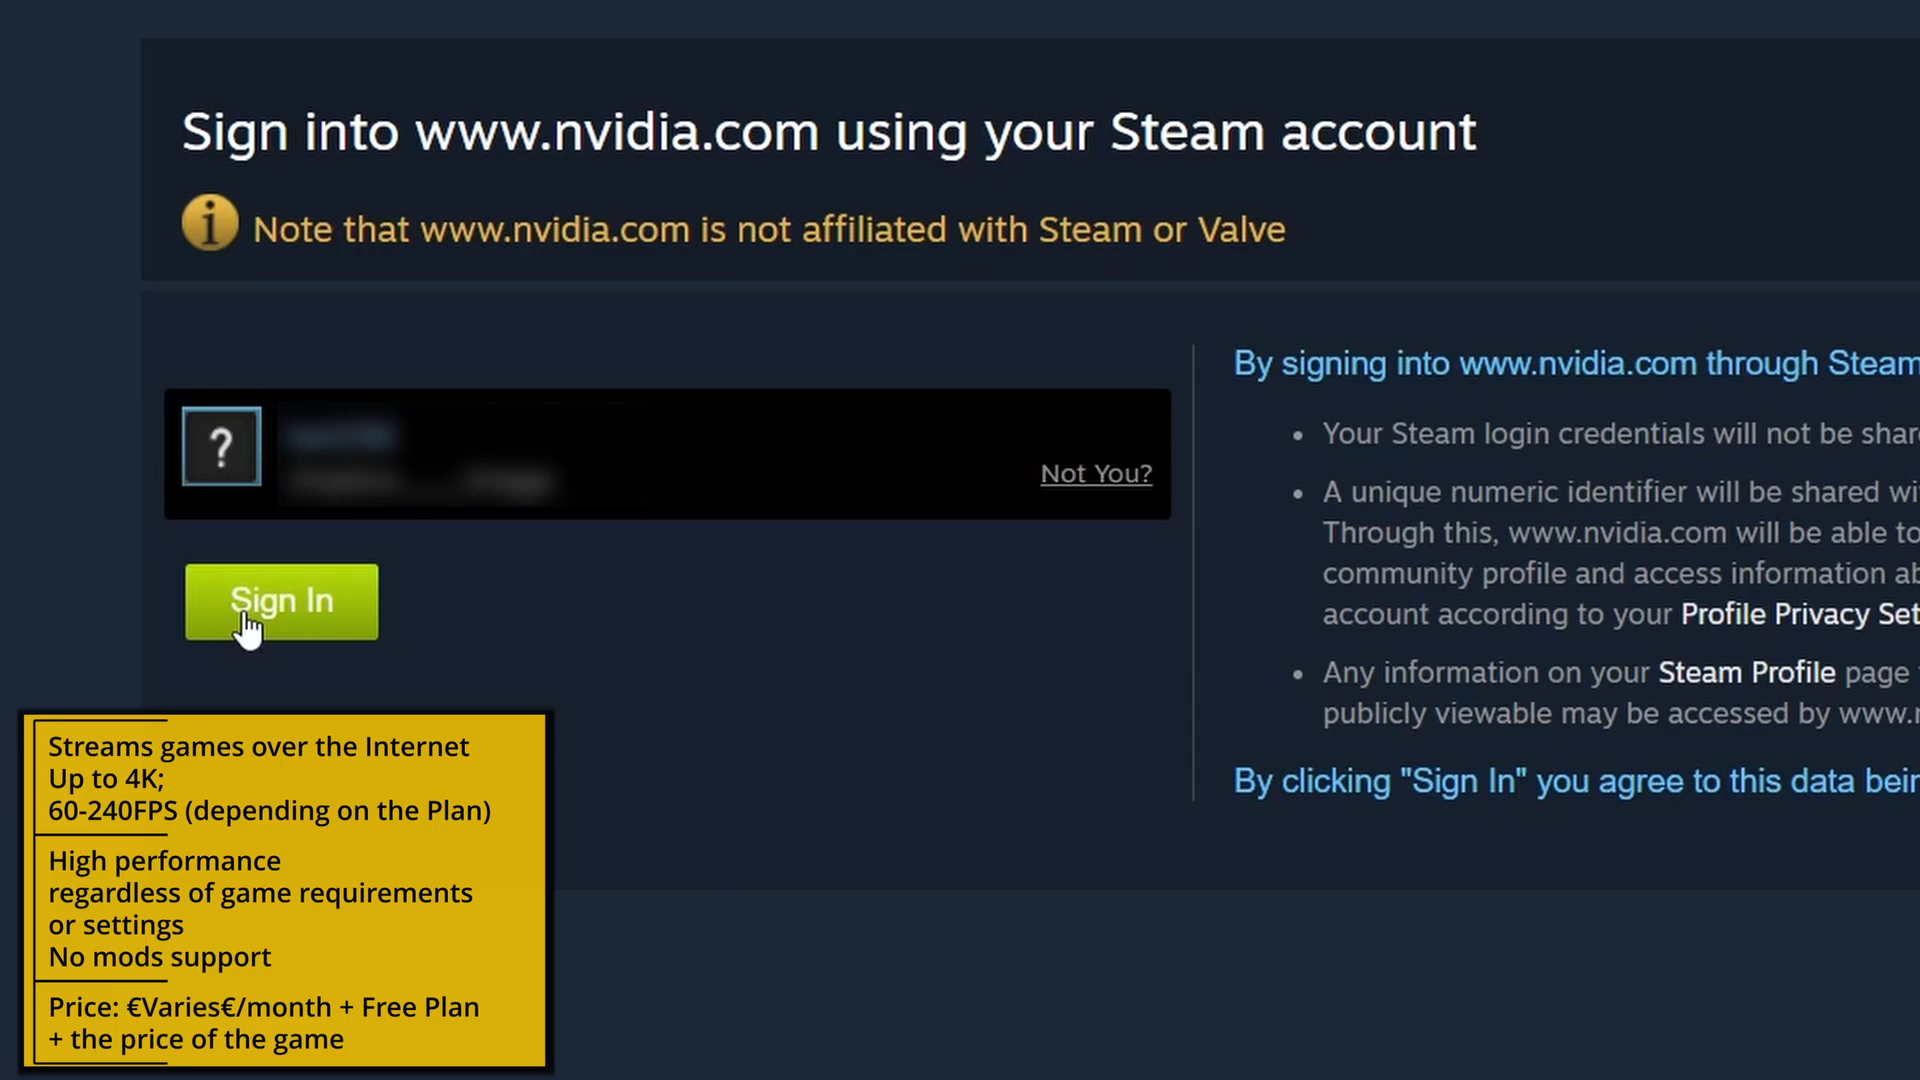 Sign into www.nvidia.com using your Steam account
Note that www.nvidia.com is not affiliated with Steam or Valve
Not You?
Sign In
By signing into www.nvidia.com through Steam
Your Steam login credentials will not be
A unique numeric identifier will be shared
Through this, www.nvidia.com will be able to
community profile and access information
account according to your Profile Privacy
Any information on your Steam Profile page
publicly viewable may be accessed by
By clicking "Sign In" you agree to this data
Streams games over the Internet
Up to 4K;
60-240FPS (depending on the Plan)
High performance
regardless of game requirements
or settings
No mods support
Price: €Varies€/month + Free Plan
+ the price of the game